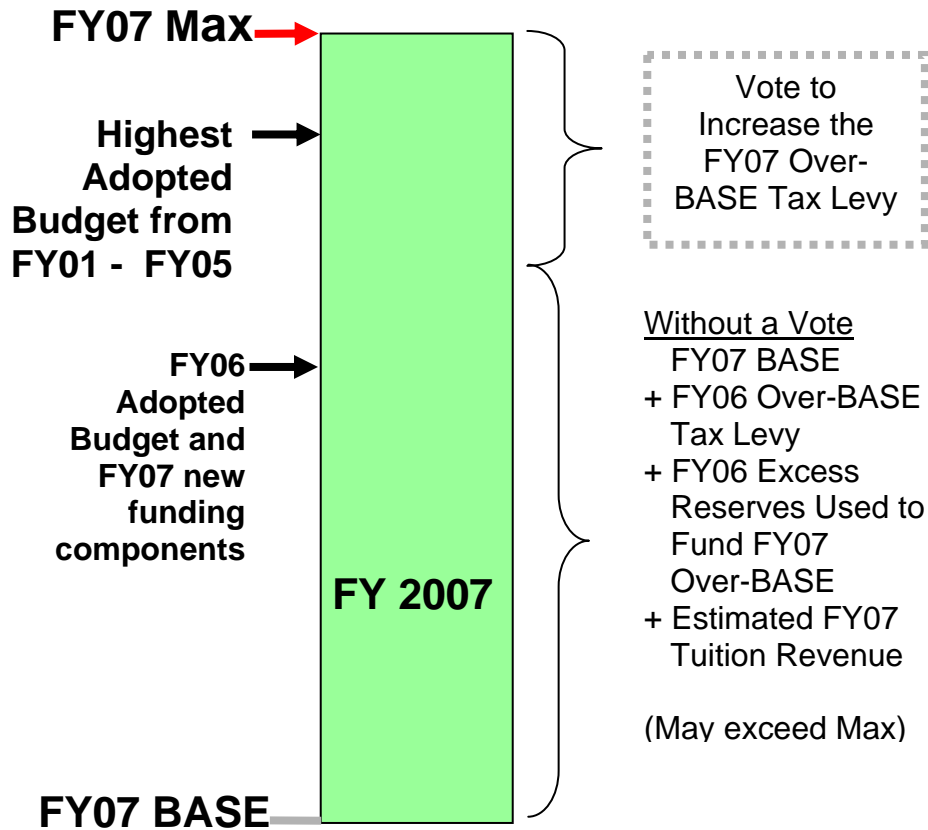 FY07 Max
Highest
Adopted
Budget from
FY01 - FY05
FY06
Adopted
Budget and
FY07 new
funding
components
FY07 BASE
FY 2007
Vote to
Increase the
FY07 Over-
BASE Tax Levy
Without a Vote
FY07 BASE
+ FY06 Over-BASE
Tax Levy
+ FY06 Excess
Reserves Used to
Fund FY07
Over-BASE
+ Estimated FY07
Tuition Revenue
(May exceed Max)